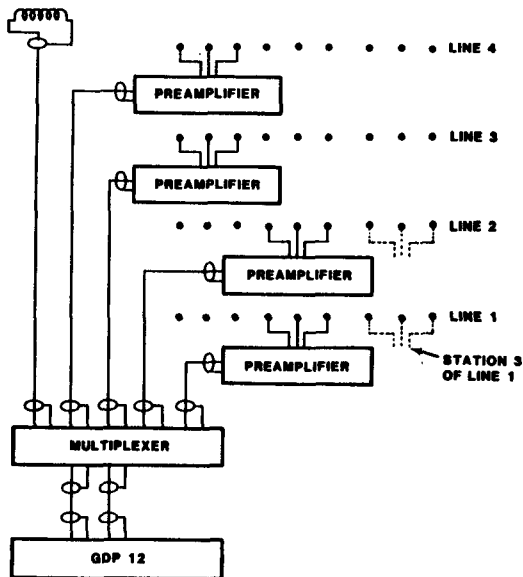 LINE 4
PREAMPLIFIER
LINE 3
PREAMPLIFIER
LINE 2
PREAMPLIFIER
LINE 1
PREAMPLIFIER
STATION 3
OF LINE 1
MULTIPLEXER
GDP 12